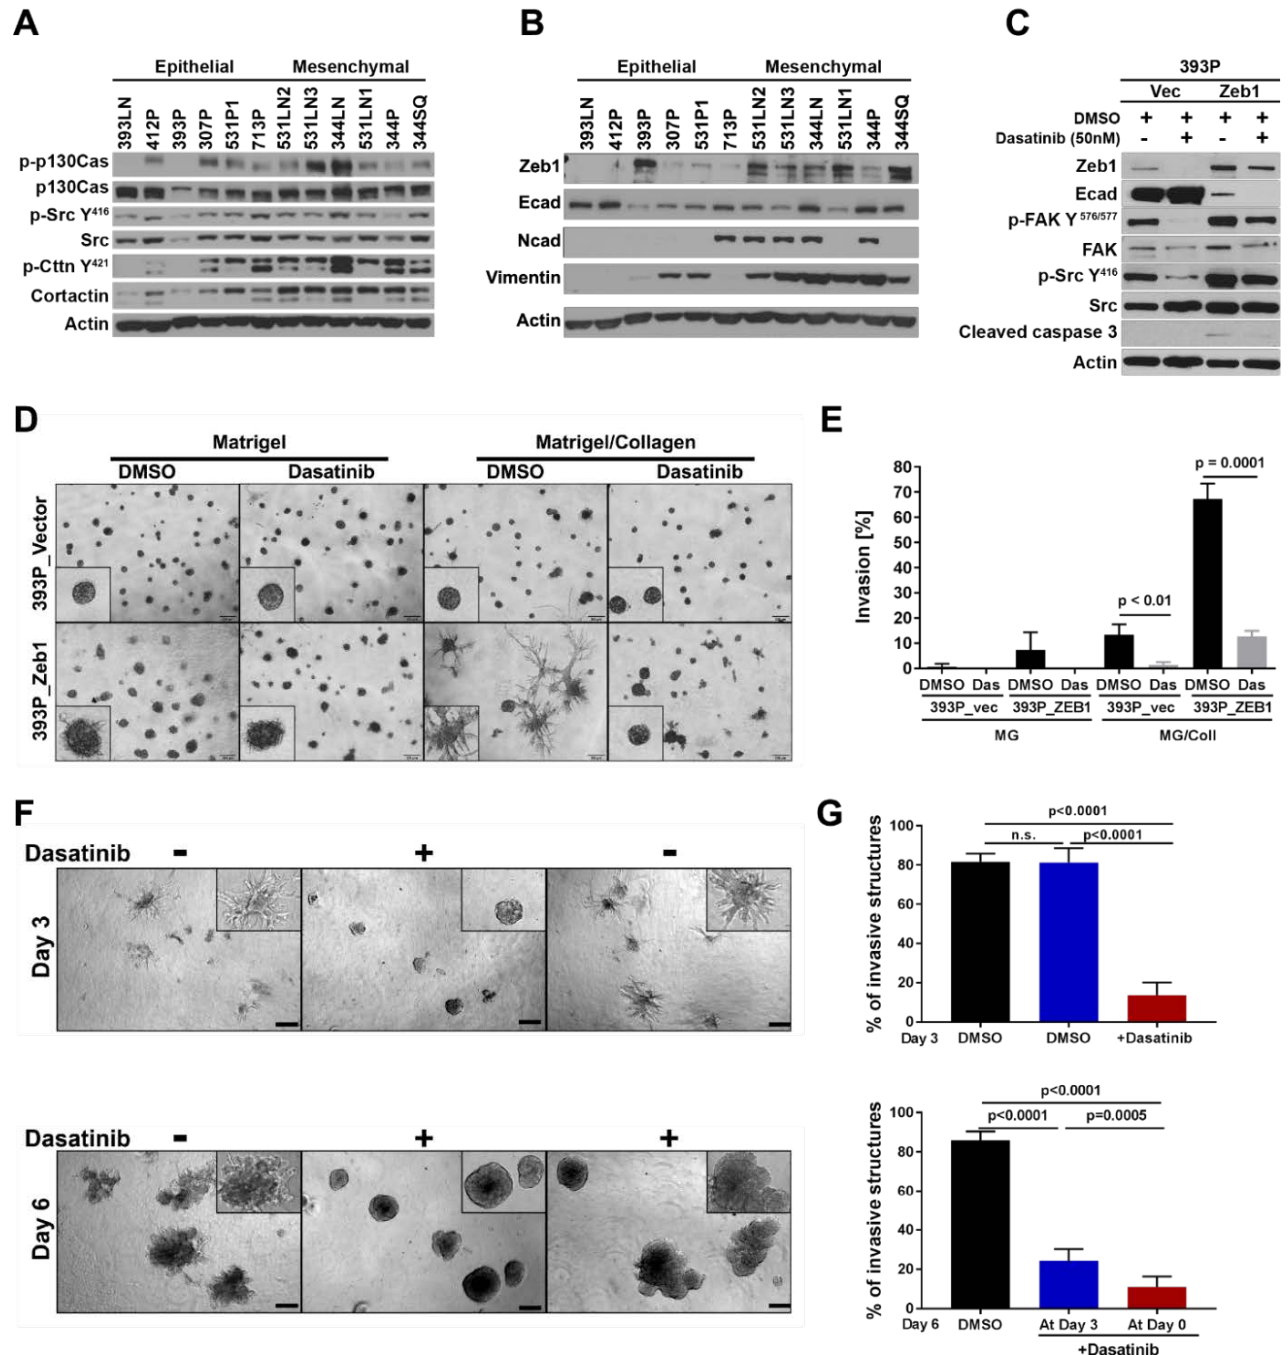 A
Epithelial Mesenchymal
393LN 412P 393P 307P 531P1 713P 531LN2 531LN3 344LN 531LN1 344P 344SQ
p-p130Cas
p130Cas
p-Src Y416
Src
p-Cttn Y421
Cortactin
Actin
B
Epithelial Mesenchymal
393LN 412P 393P 307P 531P1 713P 531LN2 531LN3 344LN 531LN1 344P 344SQ
Zeb1
Ecad
Ncad
Vimentin
Actin
C
393P
Vec Zeb1
DMSO + + + +
Dasatinib (50nM) - + - +
Zeb1
Ecad
p-FAK Y 576/577
FAK
p-Src Y416
Src
Cleaved caspase 3
Actin
D
Matrigel Matrigel/Collagen
DMSO Dasatinib DMSO Dasatinib
393P_Vector
393P_Zeb1
E
Invasion [%]
80
70
60
50
40
30
20
10
0
p < 0.01
p = 0.0001
DMSO Das DMSO Das DMSO Das DMSO Das
393P_vec 393P_ZEB1 393P_vec 393P_ZEB1
MG MG/Coll
F
Dasatinib - + -
Day 3
Dasatinib - + +
Day 6
G
% of invasive structures
100
80
60
40
20
0
p<0.0001
n.s. p<0.0001
Day 3 DMSO DMSO +Dasatinib
% of invasive structures
100
80
60
40
20
0
p<0.0001
p<0.0001 p=0.0005
Day 6 DMSO At Day 3 At Day 0
+Dasatinib